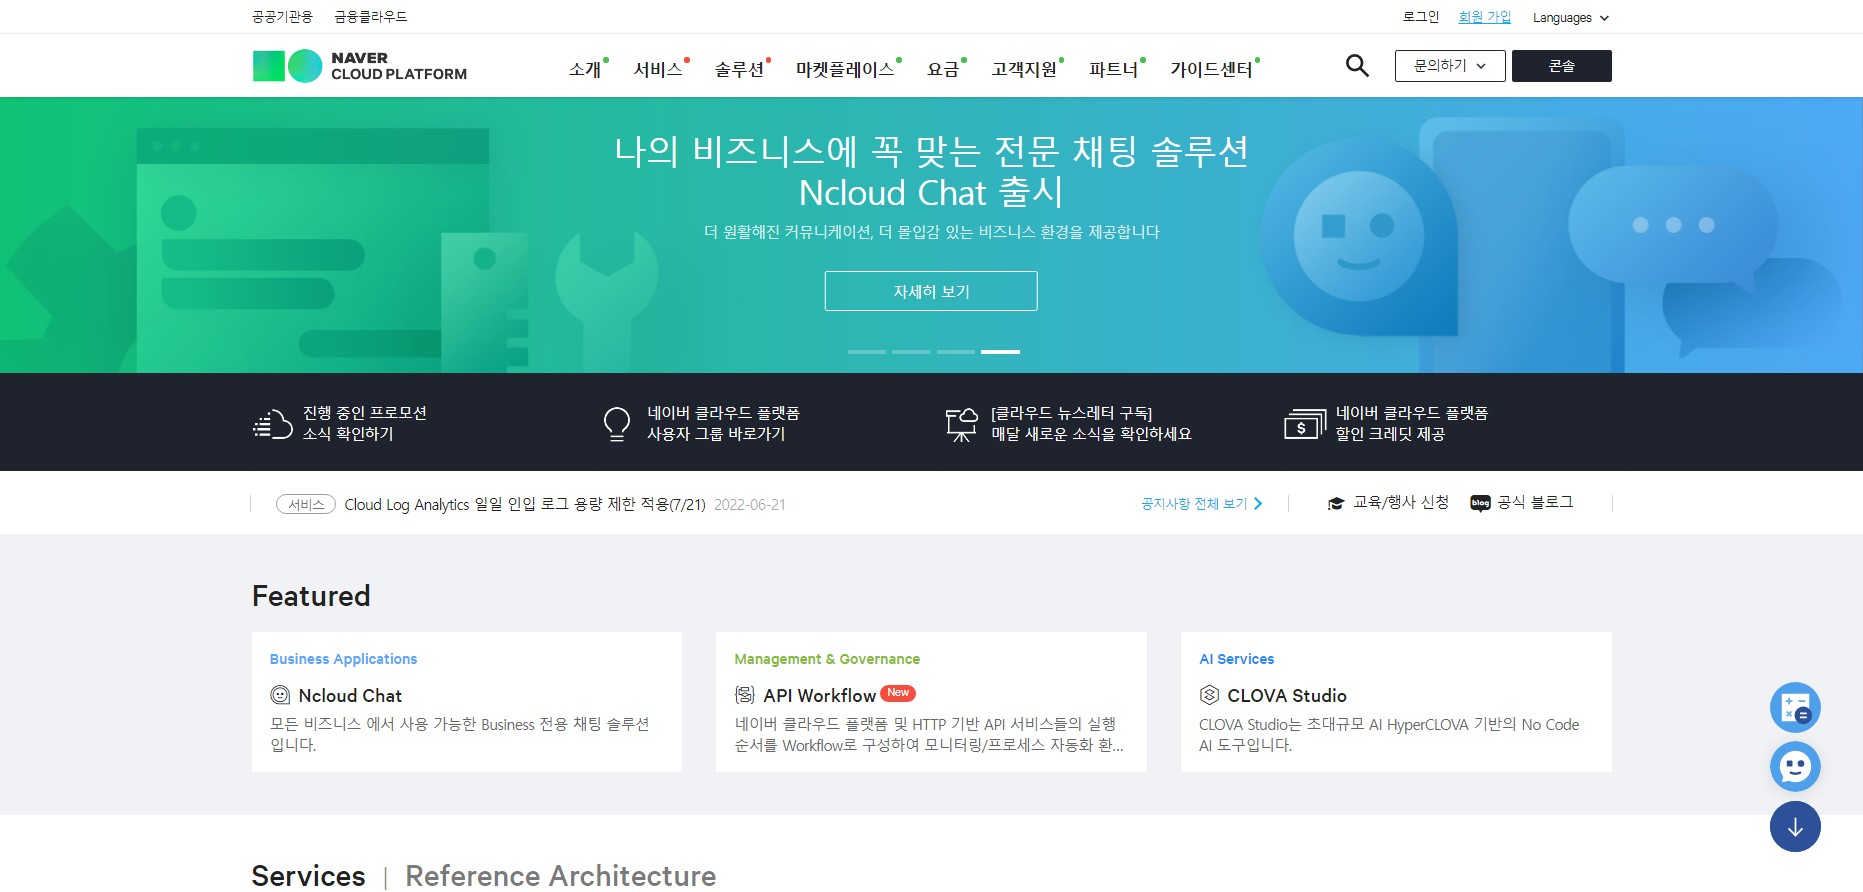 공공기관용 금융클라우드
로그인 회원 가입 Languages
NAVER
CLOUD PLATFORM
소개 서비스 솔루션 마켓플레이스 요금 고객지원 파트너 가이드센터
문의하기 콘솔
나의 비즈니스에 꼭 맞는 전문 채팅 솔루션
Ncloud Chat 출시
더 원활해진 커뮤니케이션, 더 몰입감 있는 비즈니스 환경을 제공합니다
자세히 보기
진행 중인 프로모션
소식 확인하기
네이버 클라우드 플랫폼
사용자 그룹 바로가기
[클라우드 뉴스레터 구독]
매달 새로운 소식을 확인하세요
$
네이버 클라우드 플랫폼
할인 크레딧 제공
서비스 Cloud Log Analytics 일일 인입 로그 용량 제한 적용(7/21) 2022-06-21
공지사항 전체 보기
교육/행사 신청 blog 공식 블로그
Featured
Business Applications
Ncloud Chat
모든 비즈니스 에서 사용 가능한 Business 전용 채팅 솔루션
입니다.
Management & Governance
API Workflow New
네이버 클라우드 플랫폼 및 HTTP 기반 API 서비스들의 실행
순서를 Workflow로 구성하여 모니터링/프로세스 자동화 환...
AI Services
CLOVA Studio
CLOVA Studio는 초대규모 AI HyperCLOVA 기반의 No Code
AI 도구입니다.
Services | Reference Architecture